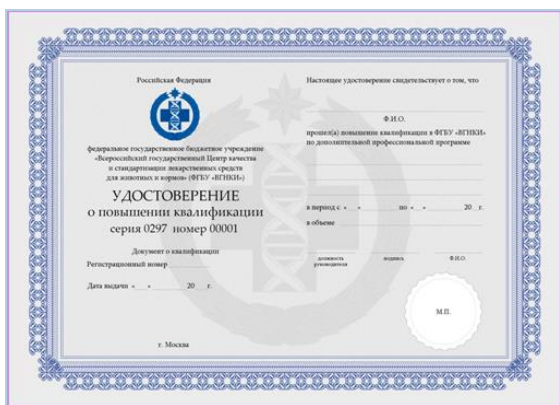 Российская Федерация
федеральное государственное бюджетное учреждение
«Всероссийский государственный Центр качества
и стандартизации лекарственных средств
для животных и кормов» (ФГБУ «ВГНКИ»)
УДОСТОВЕРЕНИЕ
о повышении квалификации
серия 0297 номер 00001
Документ о квалификации
Регистрационный номер
Дата выдачи « » 20 г.
г. Москва
Настоящее удостоверение свидетельствует о том, что
Ф.И.О.
прошел(а) повышение квалификации в ФГБУ «ВГНКИ»
по дополнительной профессиональной программе
в период с « » по « » 20 г.
в объеме
должность руководителя подпись Ф.И.О.
М.П.